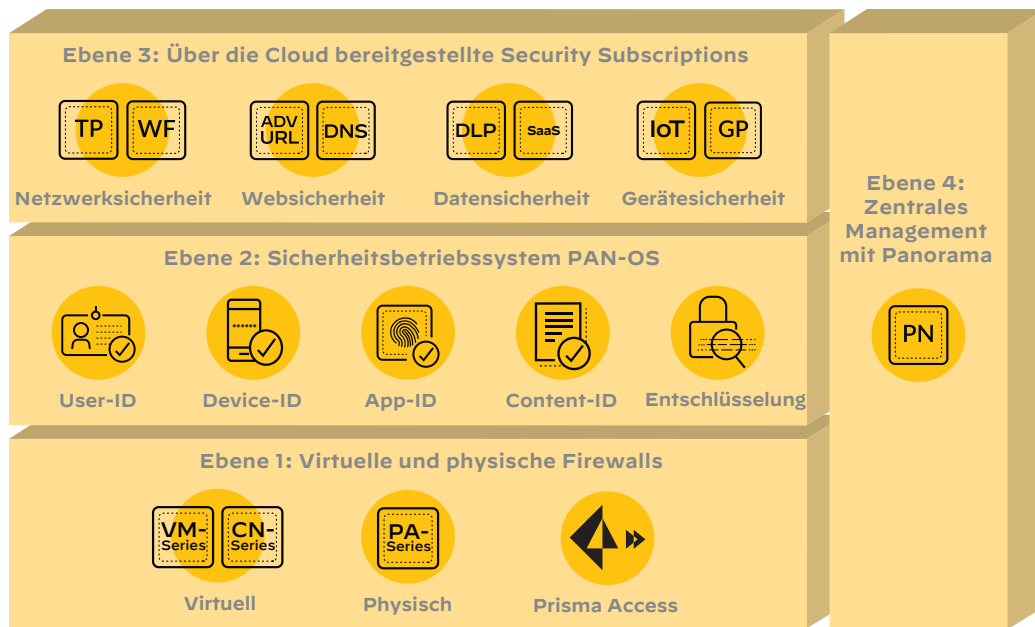 Ebene 3: Über die Cloud bereitgestellte Security Subscriptions
TP
WF
ADV
URL
DNS
DLP
SaaS
IoT
GP
Netzwerksicherheit
Websicherheit
Datensicherheit
Gerätesicherheit
Ebene 2: Sicherheitsbetriebssystem PAN-OS
User-ID
Device-ID
App-ID
Content-ID
Entschlüsselung
Ebene 1: Virtuelle und physische Firewalls
VM-
Series
CN-
Series
PA-
Series
Virtuell
Physisch
Prisma Access
Ebene 4:
Zentrales
Management
mit Panorama
PN